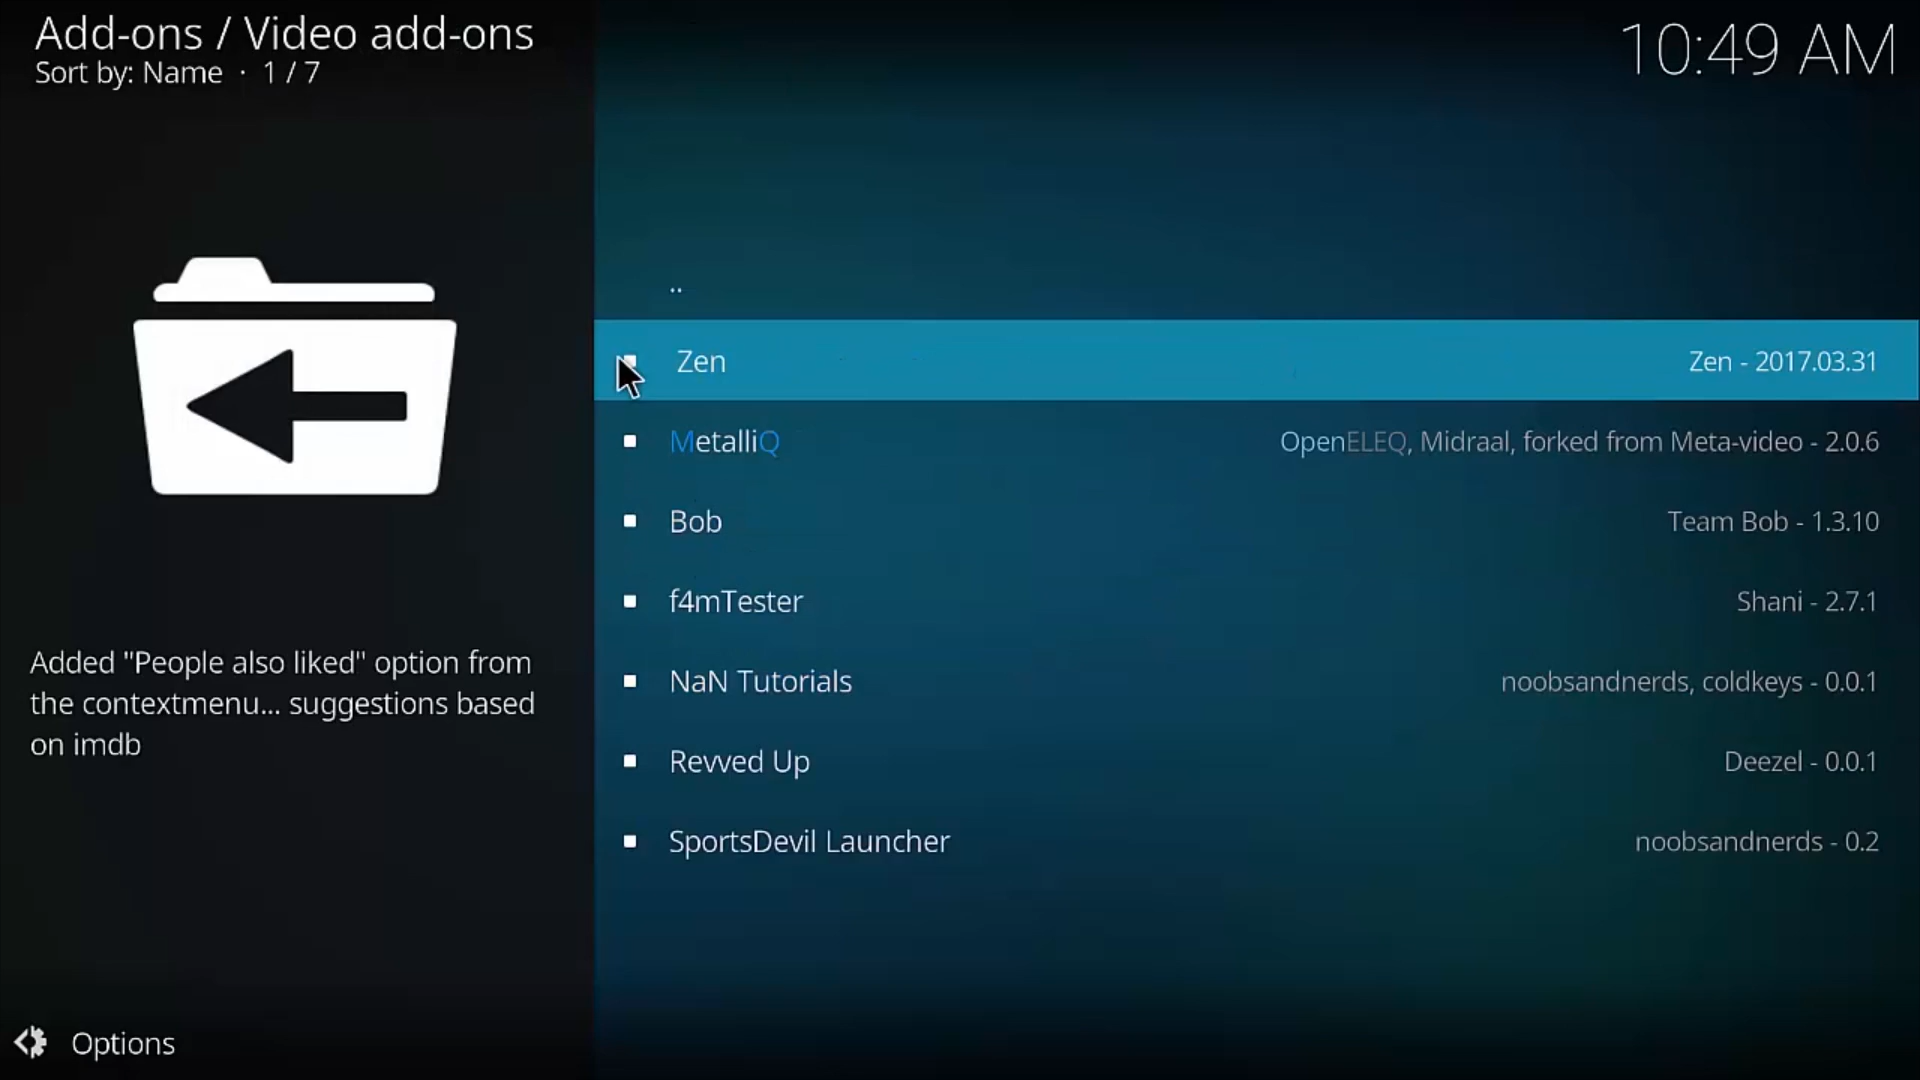 Add-ons / Video add-ons
Sort by: Name · 1 / 7
10:49 AM
..
Zen Zen - 2017.03.31
MetalliQ OpenELEQ, Midraal, forked from Meta-video - 2.0.6
Bob Team Bob - 1.3.10
f4mTester Shani - 2.7.1
NaN Tutorials noobsandnerds, coldkeys - 0.0.1
Revved Up Deezel - 0.0.1
SportsDevil Launcher noobsandnerds - 0.2
Added "People also liked" option from
the contextmenu... suggestions based
on imdb
Options